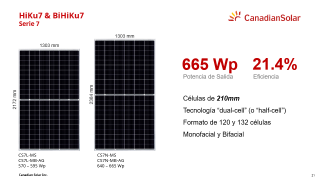 HiKu7 & BiHiKu7
Serie 7
CanadianSolar
1303 mm
1303 mm
2172 mm
2384 mm
665 Wp
21.4%
Potencia de Salida
Eficiencia
Células de 210mm
Tecnología “dual-cell” (o “half-cell”)
Formato de 120 y 132 células
Monofacial y Bifacial
CS7L-MS
CS7L-MB-AG
570 – 595 Wp
CS7N-MS
CS7N-MB-AG
640 – 665 Wp
Canadian Solar Inc.